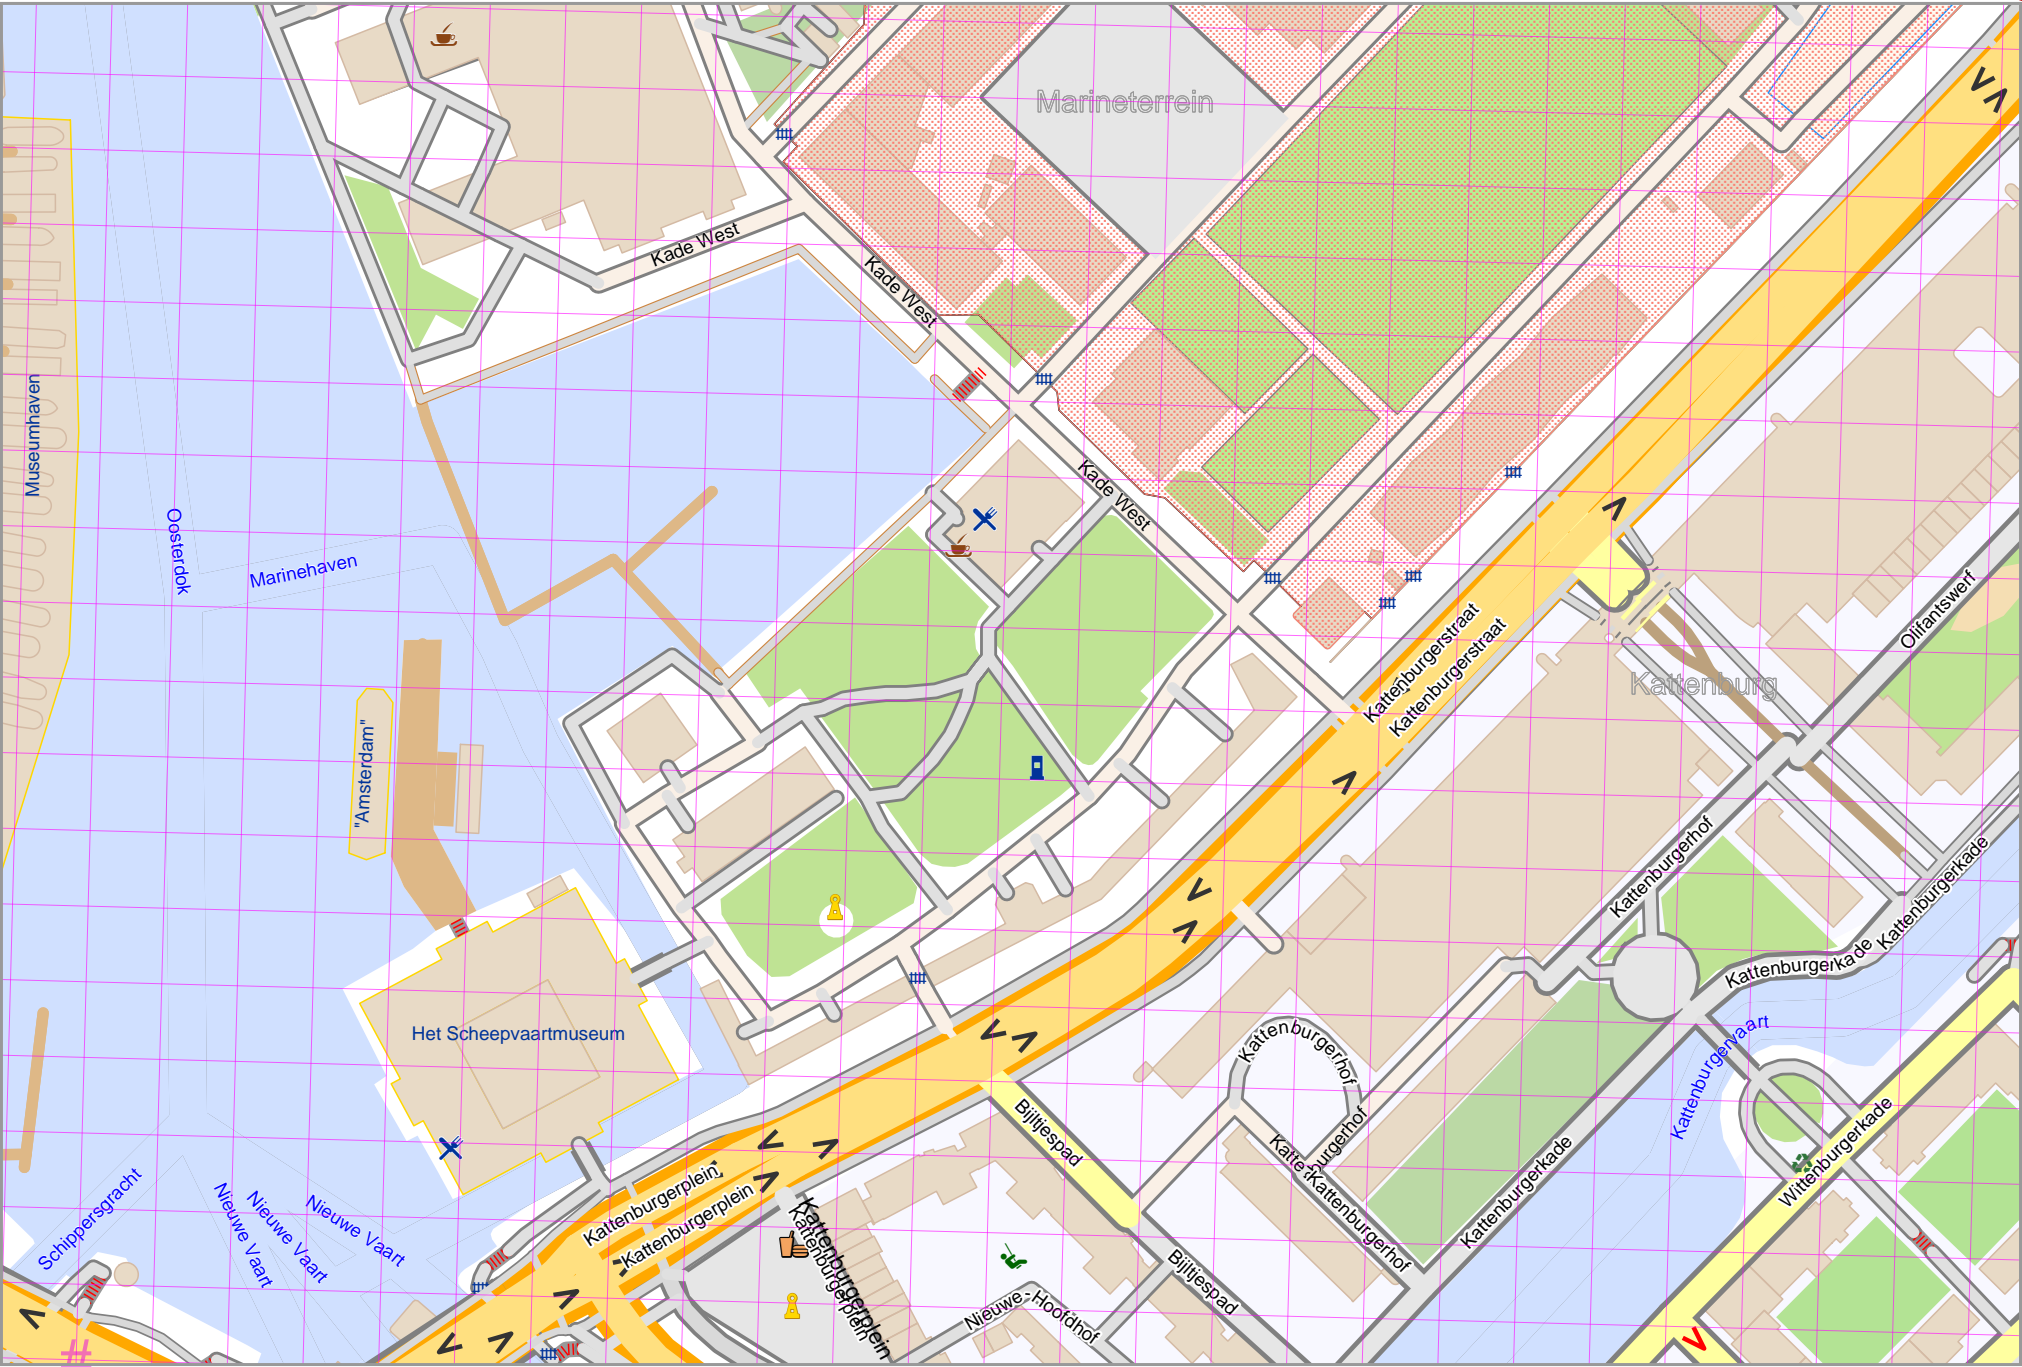 Marineterrein
Kade West
Kade West
Kade West
Museumhaven
Oosterdok
Marinehaven
"Amsterdam"
Kattenburgerstraat
Kattenburgerstraat
Kattenburg
Olifantswerf
Kattenburgerhof
Kattenburgerkade
Kattenburgerkade
Het Scheepvaartmuseum
Kattenburgervaart
Kattenburgerhof
Bijltjespad
Kattenburgerhof
Kattenburgerkade
Wittenburgerkade
Schippersgracht
Nieuwe Vaart
Nieuwe Vaart
Nieuwe Vaart
Kattenburgerplein
Kattenburgerplein
Kattenburgerplein
Kattenburgerplein
Bijltjespad
Nieuwe-Hoofdhof